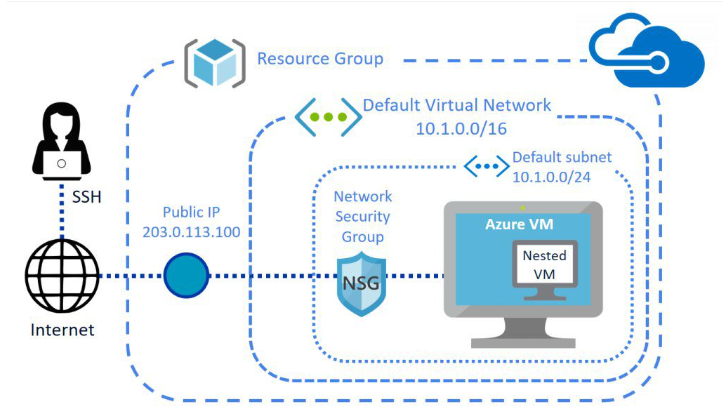 Resource Group
Default Virtual Network
10.1.0.0/16
Default subnet
10.1.0.0/24
SSH
Public IP
203.0.113.100
Network
Security
Group
NSG
Azure VM
Nested
VM
Internet